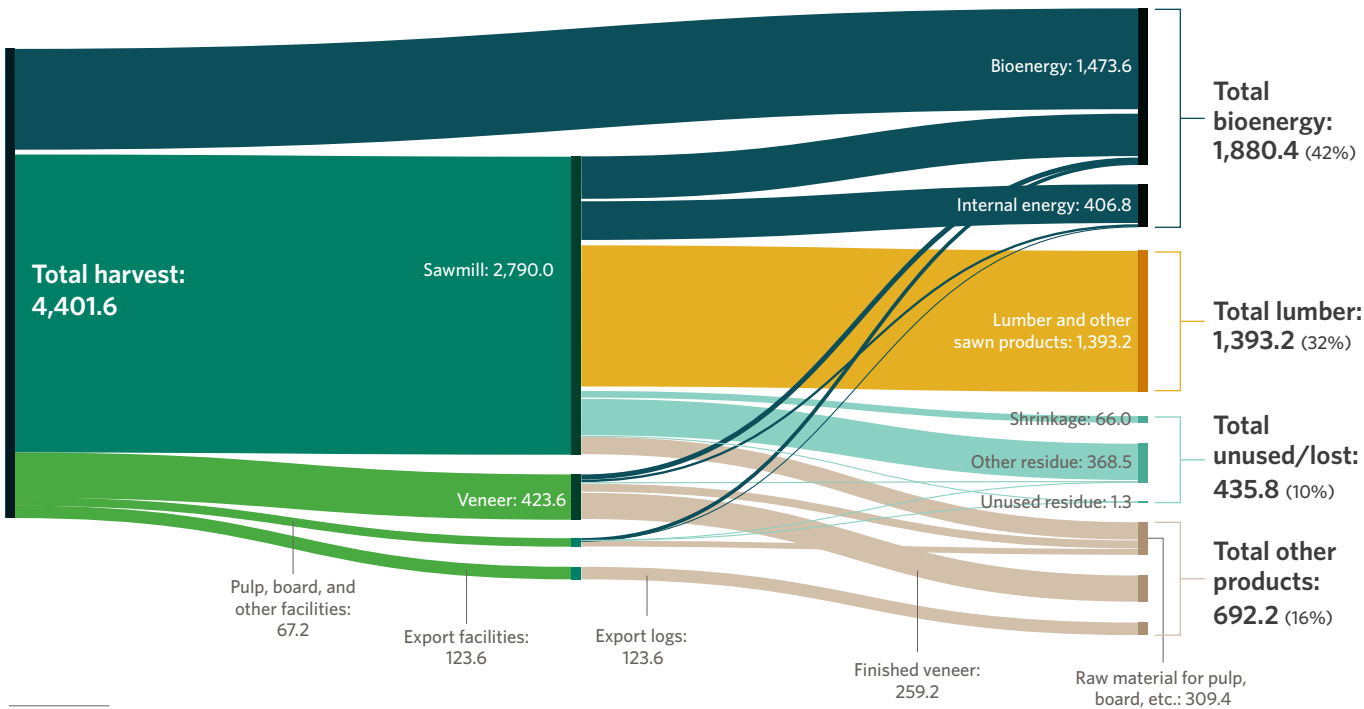 Bioenergy: 1,473.6
Total
bioenergy:
1,880.4 (42%)
Internal energy: 406.8
Total harvest:
4,401.6
Sawmill: 2,790.0
Lumber and other
sawn products: 1,393.2
Total lumber:
1,393.2 (32%)
Shrinkage: 66.0
Other residue: 368.5
Unused residue: 1.3
Total
unused/lost:
435.8 (10%)
Veneer: 423.6
Total other
products:
692.2 (16%)
Pulp, board, and
other facilities:
67.2
Export facilities:
123.6
Export logs:
123.6
Finished veneer:
259.2
Raw material for pulp,
board, etc.: 309.4